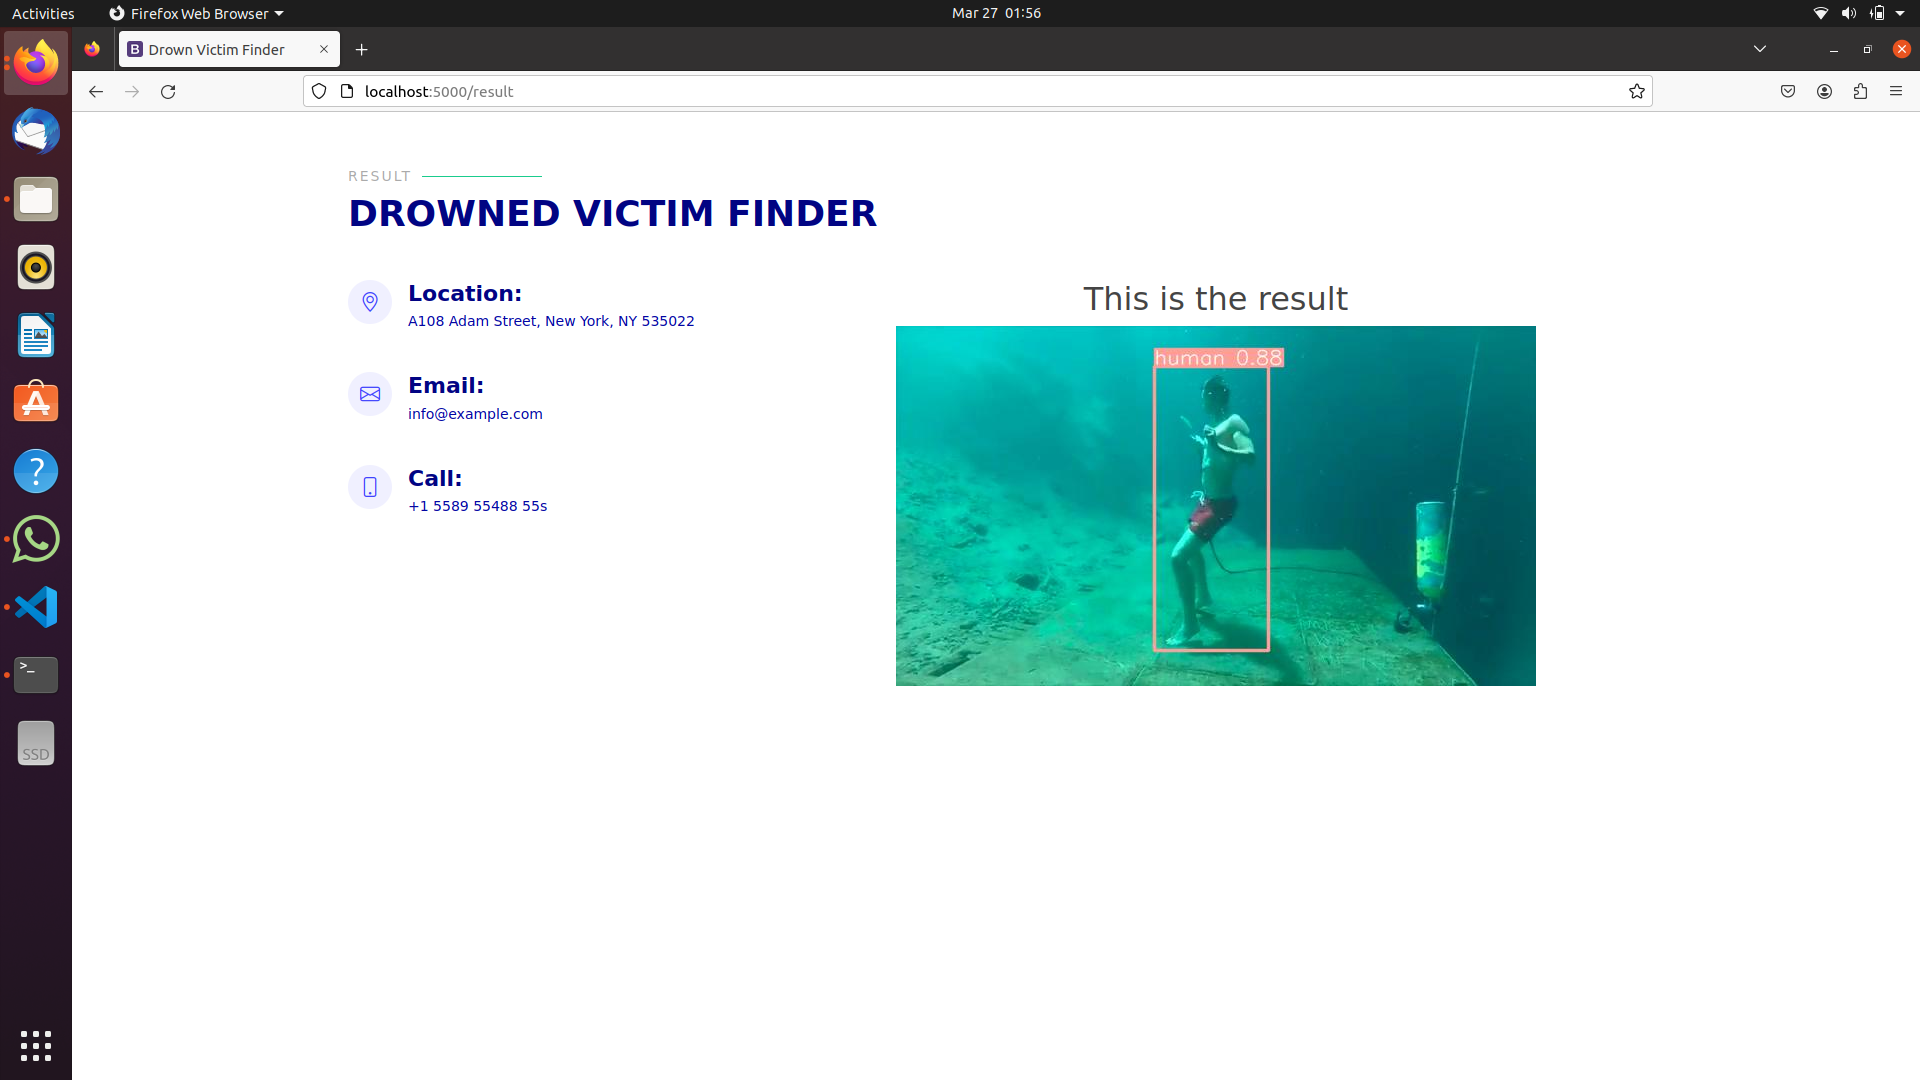 Activities
Firefox Web Browser
Mar 27 01:56
Drown Victim Finder
localhost:5000/result
RESULT
DROWNED VICTIM FINDER
Location:
A108 Adam Street, New York, NY 535022
Email:
info@example.com
Call:
+1 5589 55488 55s
This is the result
human 0.88
SSD